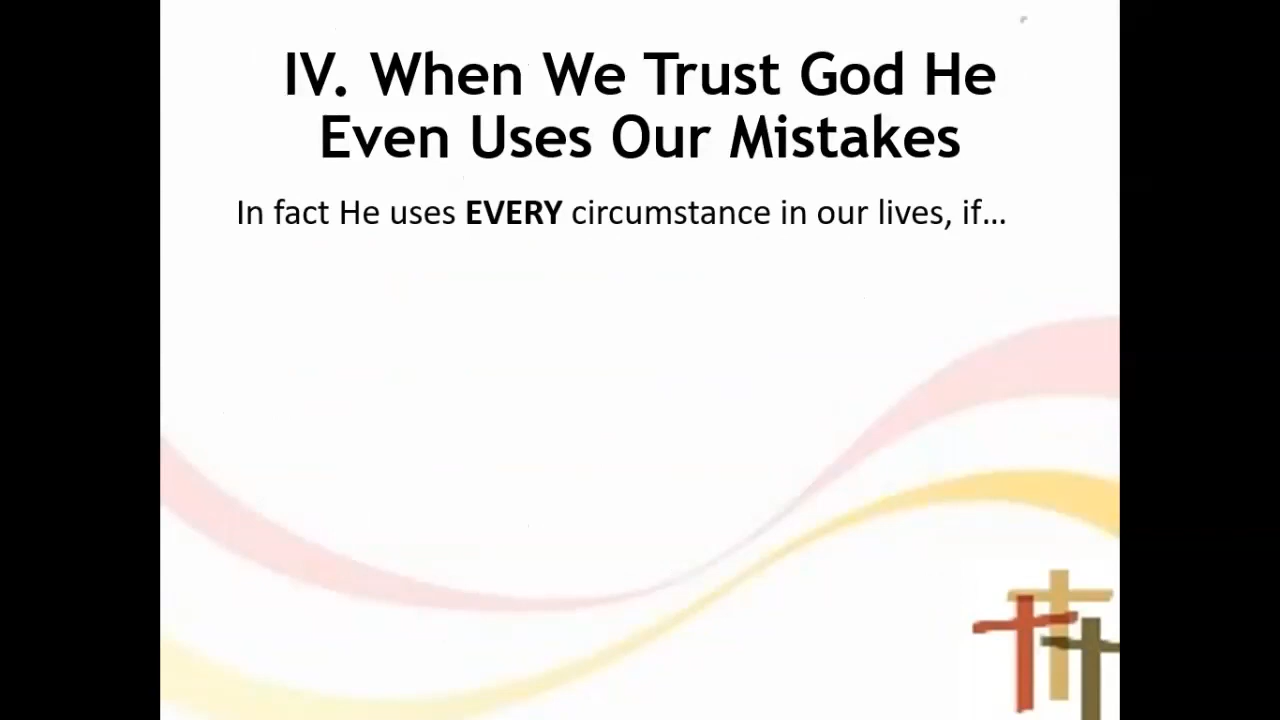 IV. When We Trust God He
Even Uses Our Mistakes
In fact He uses EVERY circumstance in our lives, if…